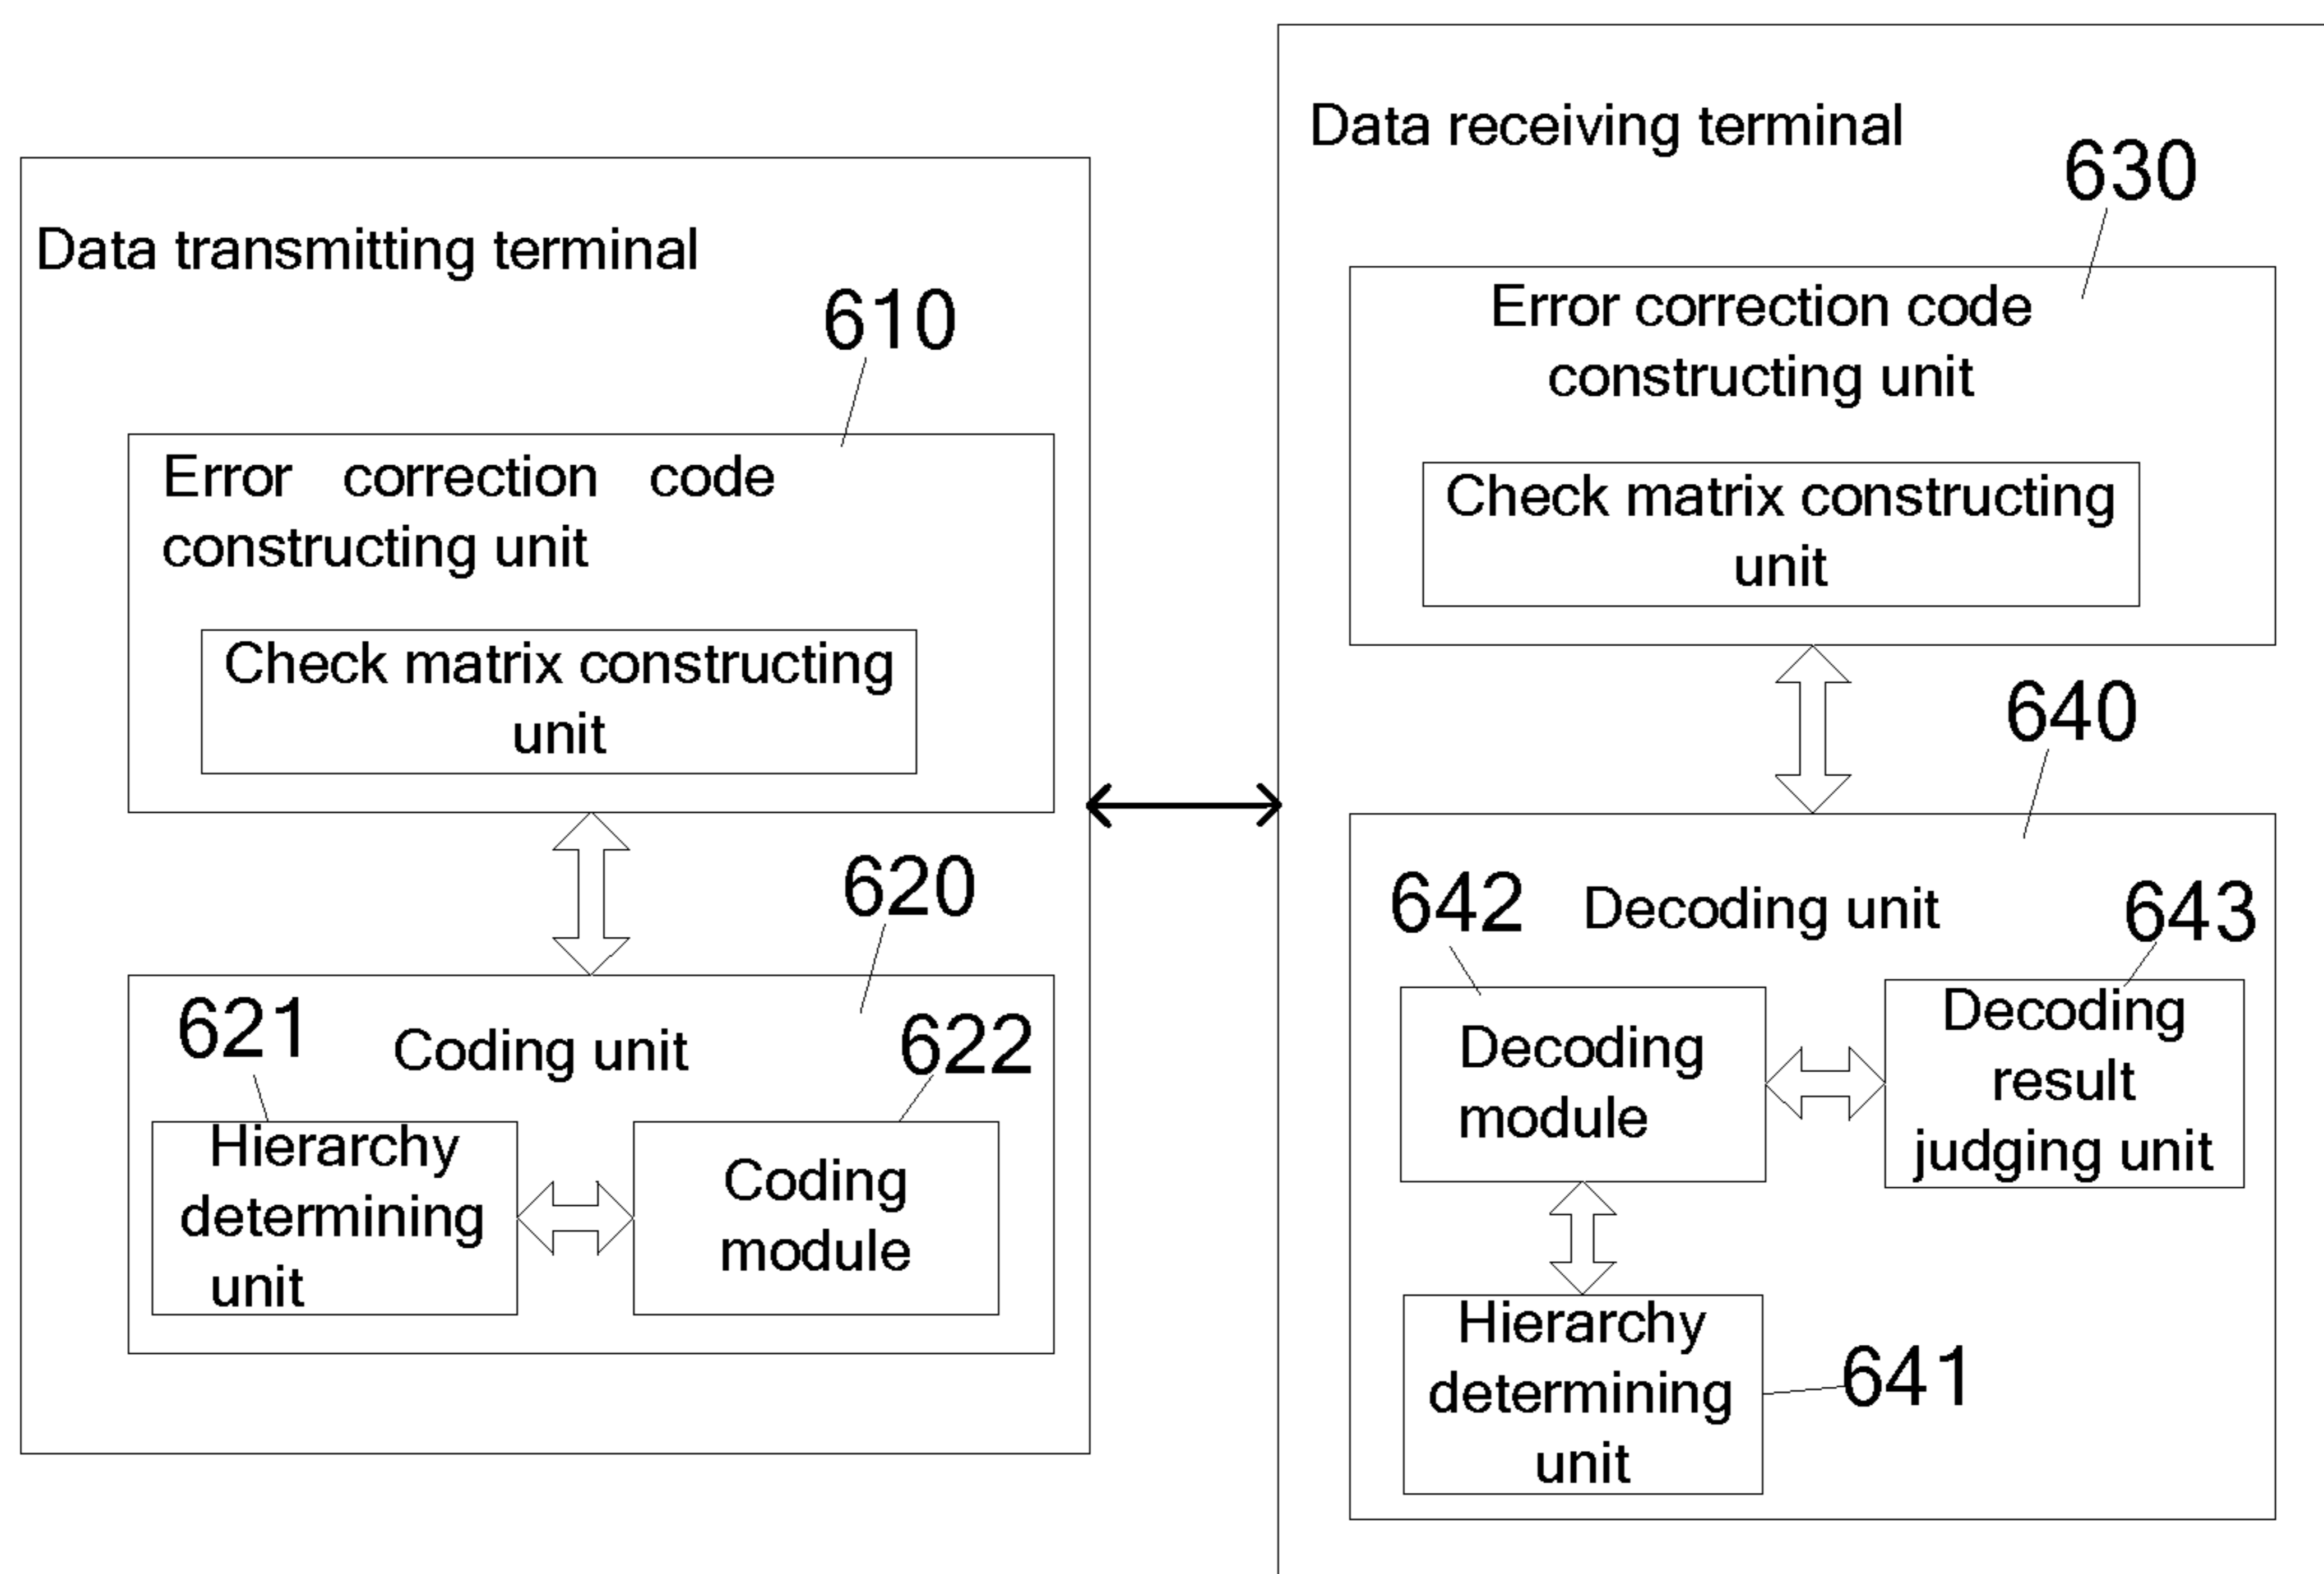 Data transmitting terminal
610
Error correction code
constructing unit
Check matrix constructing
unit
620
621
Coding unit
622
Hierarchy
determining
unit
Coding
module
Data receiving terminal
630
Error correction code
constructing unit
Check matrix constructing
unit
640
642
Decoding unit
643
Decoding
module
Decoding
result
judging unit
Hierarchy
determining
unit
641